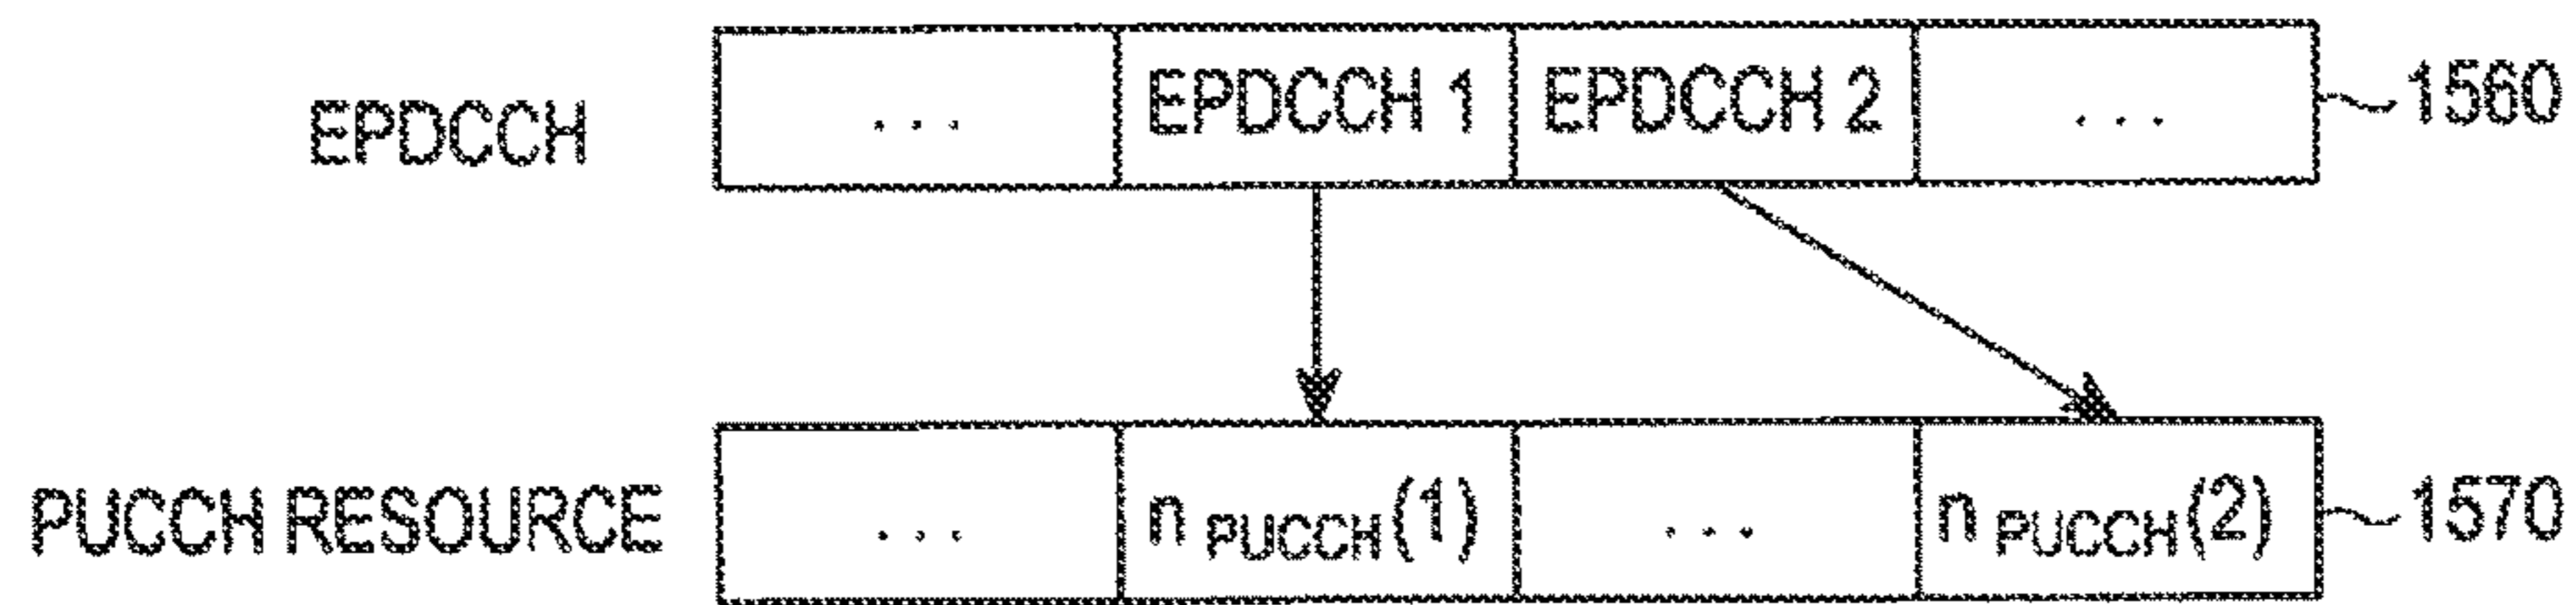 EPDCCH ... EPDCCH 1 EPDCCH 2 ... 1560
PUCCH RESOURCE ... n PUCCH(1) ... n PUCCH(2) 1570